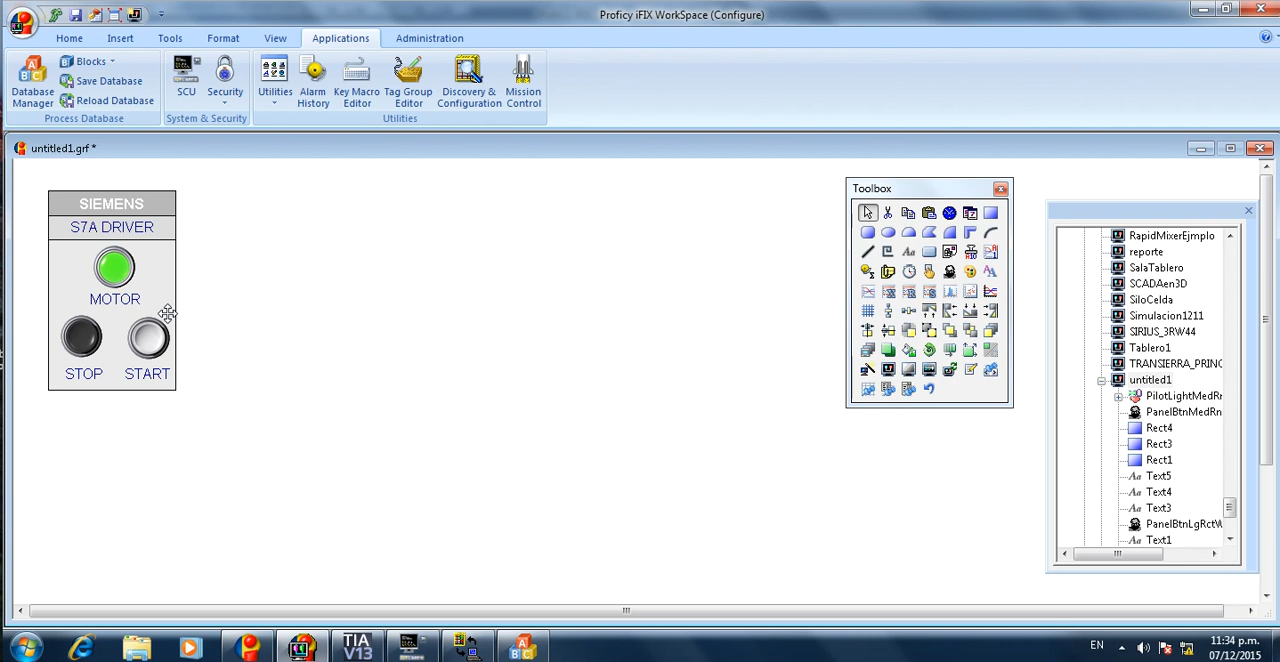 Proficy iFIX WorkSpace (Configure)
Home Insert Tools Format View Applications Administration
Database Manager
Blocks
Save Database
Reload Database
Process Database
SCU
Security
System & Security
Utilities
Alarm History
Key Macro Editor
Tag Group Editor
Discovery & Configuration
Mission Control
Utilities
untitled1.grf *
SIEMENS
S7A DRIVER
MOTOR
STOP START
Toolbox
RapidMixerEjmplo
reporte
SalaTablero
SCADAen3D
SiloCelda
Simulacion1211
SIRIUS_3RW44
Tablero1
TRANSIERRA_PRINC
untitled1
PilotLightMedRn
PanelBtnMedRn
Rect4
Rect3
Rect1
Text5
Text4
Text3
PanelBtnLgRctW
Text1
TIA
V13
EN
11:34 p.m.
07/12/2015